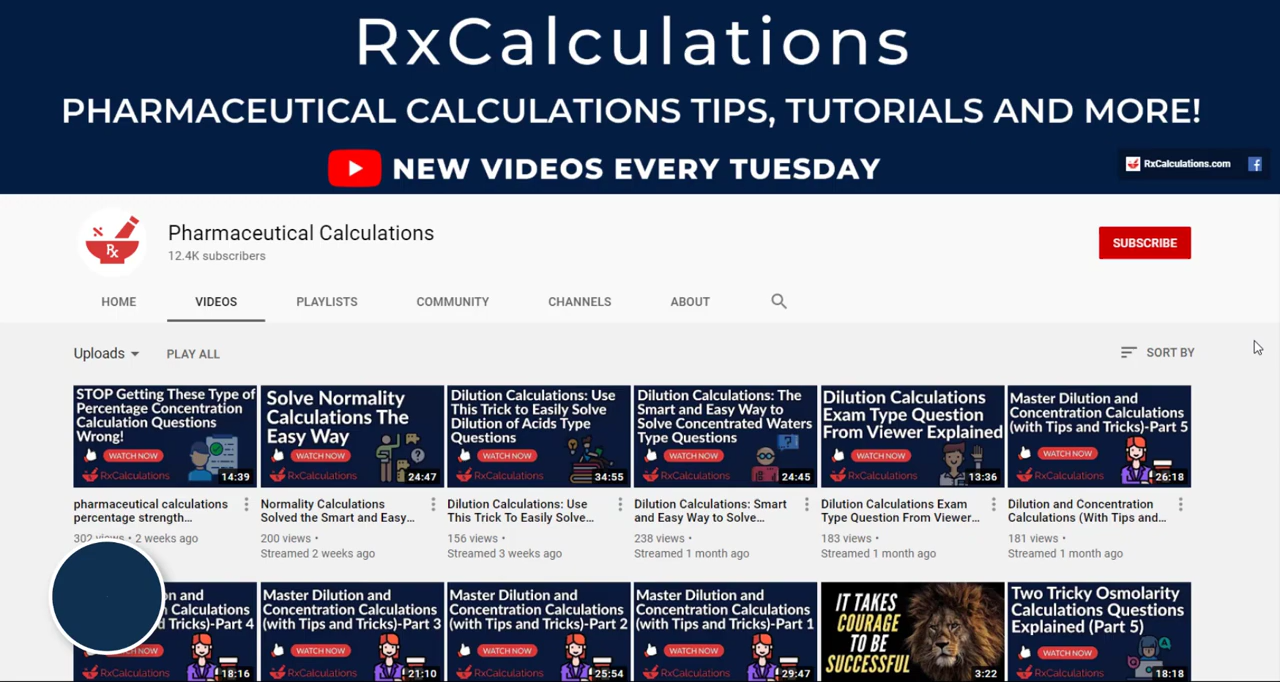 RxCalculations
PHARMACEUTICAL CALCULATIONS TIPS, TUTORIALS AND MORE!
NEW VIDEOS EVERY TUESDAY
RxCalculations.com
Pharmaceutical Calculations
12.4K subscribers
SUBSCRIBE
HOME VIDEOS PLAYLISTS COMMUNITY CHANNELS ABOUT
Uploads PLAY ALL SORT BY
STOP Getting These Type of
Percentage Concentration
Calculation Questions
Wrong!
WATCH NOW
RxCalculations
14:39
Solve Normality
Calculations The
Easy Way
WATCH NOW
RxCalculations
24:47
Dilution Calculations: Use
This Trick to Easily Solve
Dilution of Acids Type
Questions
WATCH NOW
RxCalculations
34:55
Dilution Calculations: The
Smart and Easy Way to
Solve Concentrated Waters
Type Questions
WATCH NOW
RxCalculations
24:45
Dilution Calculations
Exam Type Question
From Viewer Explained
WATCH NOW
RxCalculations
13:36
Master Dilution and
Concentration Calculations
(with Tips and Tricks)-Part 5
WATCH NOW
RxCalculations
26:18
pharmaceutical calculations
percentage strength...
302 views • 2 weeks ago
Normality Calculations
Solved the Smart and Easy...
200 views •
Streamed 2 weeks ago
Dilution Calculations: Use
This Trick To Easily Solve...
156 views •
Streamed 3 weeks ago
Dilution Calculations: Smart
and Easy Way to Solve...
238 views •
Streamed 1 month ago
Dilution Calculations Exam
Type Question From Viewer...
183 views •
Streamed 1 month ago
Dilution and Concentration
Calculations (With Tips and...
181 views •
Streamed 1 month ago
on and
Calculations
d Tricks)-Part 4
NOW
RxCalculations
18:16
Master Dilution and
Concentration Calculations
(with Tips and Tricks)-Part 3
WATCH NOW
RxCalculations
21:10
Master Dilution and
Concentration Calculations
(with Tips and Tricks)-Part 2
WATCH NOW
RxCalculations
25:54
Master Dilution and
Concentration Calculations
(with Tips and Tricks)-Part 1
WATCH NOW
RxCalculations
29:47
IT TAKES
COURAGE
TO BE
SUCCESSFUL
3:22
Two Tricky Osmolarity
Calculations Questions
Explained (Part 5)
WATCH NOW
RxCalculations
18:18